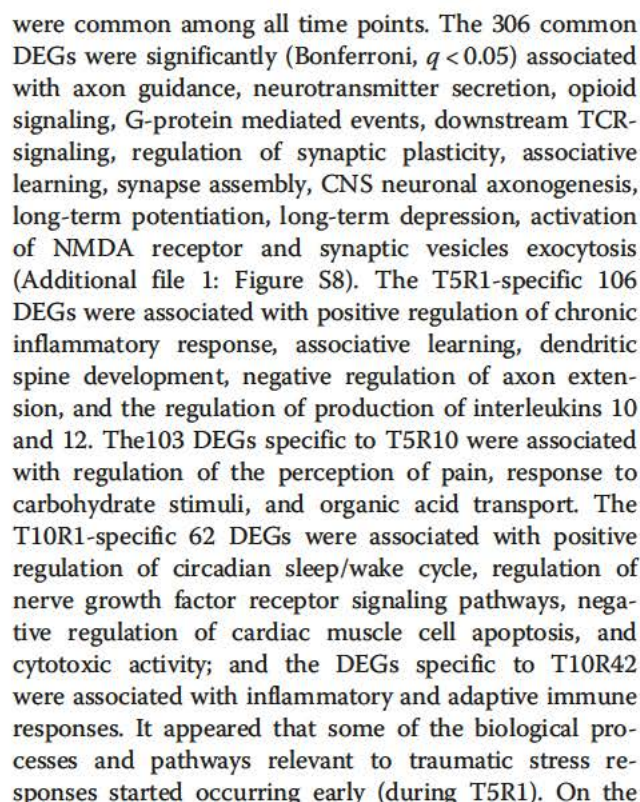 were common among all time points. The 306 common
DEGs were significantly (Bonferroni, q < 0.05) associated
with axon guidance, neurotransmitter secretion, opioid
signaling, G-protein mediated events, downstream TCR-
signaling, regulation of synaptic plasticity, associative
learning, synapse assembly, CNS neuronal axonogenesis,
long-term potentiation, long-term depression, activation
of NMDA receptor and synaptic vesicles exocytosis
(Additional file 1: Figure S8). The T5R1-specific 106
DEGs were associated with positive regulation of chronic
inflammatory response, associative learning, dendritic
spine development, negative regulation of axon exten-
sion, and the regulation of production of interleukins 10
and 12. The103 DEGs specific to T5R10 were associated
with regulation of the perception of pain, response to
carbohydrate stimuli, and organic acid transport. The
T10R1-specific 62 DEGs were associated with positive
regulation of circadian sleep/wake cycle, regulation of
nerve growth factor receptor signaling pathways, nega-
tive regulation of cardiac muscle cell apoptosis, and
cytotoxic activity; and the DEGs specific to T10R42
were associated with inflammatory and adaptive immune
responses. It appeared that some of the biological pro-
cesses and pathways relevant to traumatic stress re-
sponses started occurring early (during T5R1). On the